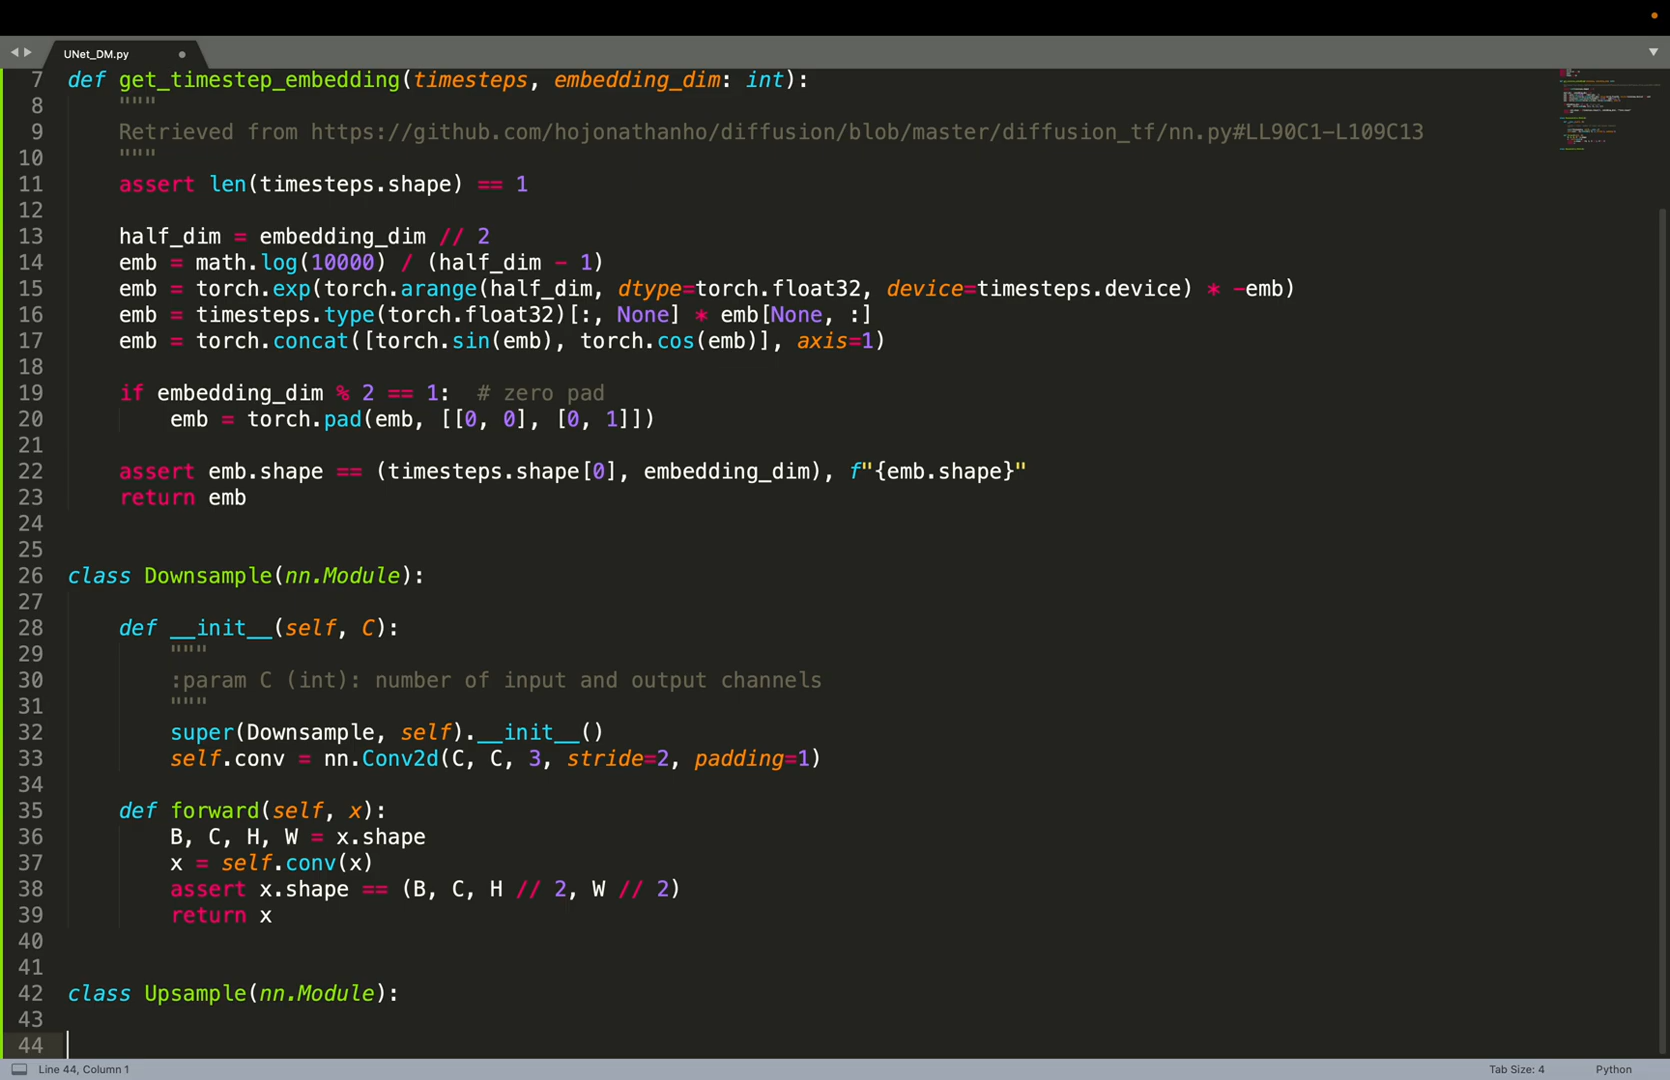 UNet_DM.py
7 def get_timestep_embedding(timesteps, embedding_dim: int):
8 """
9 Retrieved from https://github.com/hojonathanho/diffusion/blob/master/diffusion_tf/nn.py#LL90C1-L109C13
10 """
11 assert len(timesteps.shape) == 1
12
13 half_dim = embedding_dim // 2
14 emb = math.log(10000) / (half_dim - 1)
15 emb = torch.exp(torch.arange(half_dim, dtype=torch.float32, device=timesteps.device) * -emb)
16 emb = timesteps.type(torch.float32)[:, None] * emb[None, :]
17 emb = torch.concat([torch.sin(emb), torch.cos(emb)], axis=1)
18
19 if embedding_dim % 2 == 1:  # zero pad
20 emb = torch.pad(emb, [[0, 0], [0, 1]])
21
22 assert emb.shape == (timesteps.shape[0], embedding_dim), f"{emb.shape}"
23 return emb
24
25
26 class Downsample(nn.Module):
27
28 def __init__(self, C):
29 """
30 :param C (int): number of input and output channels
31 """
32 super(Downsample, self).__init__()
33 self.conv = nn.Conv2d(C, C, 3, stride=2, padding=1)
34
35 def forward(self, x):
36 B, C, H, W = x.shape
37 x = self.conv(x)
38 assert x.shape == (B, C, H // 2, W // 2)
39 return x
40
41
42 class Upsample(nn.Module):
43
44
Line 44, Column 1
Tab Size: 4
Python